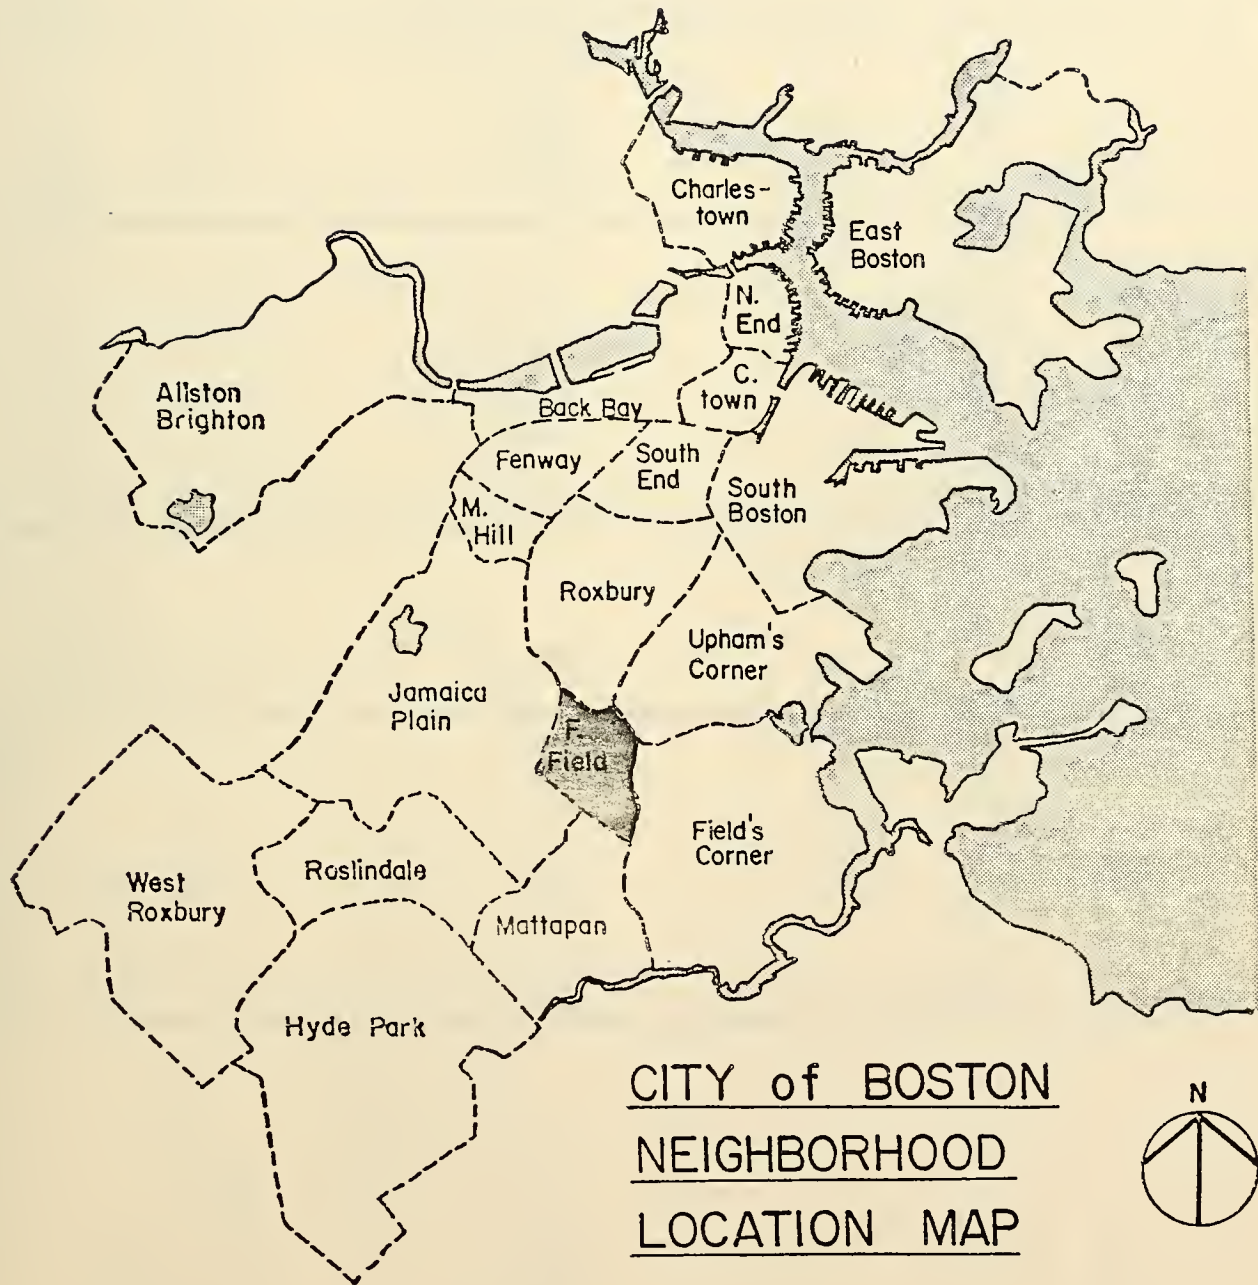 Charles-
town
East
Boston
N.
End
Allston
Brighton
C.
town
Back Bay
Fenway
South
End
South
Boston
M.
Hill
Roxbury
Upham's
Corner
Jamaica
Plain
F.
Field
Field's
Corner
Roslindale
West
Roxbury
Mattapan
Hyde Park
CITY of BOSTON
NEIGHBORHOOD
LOCATION MAP
N